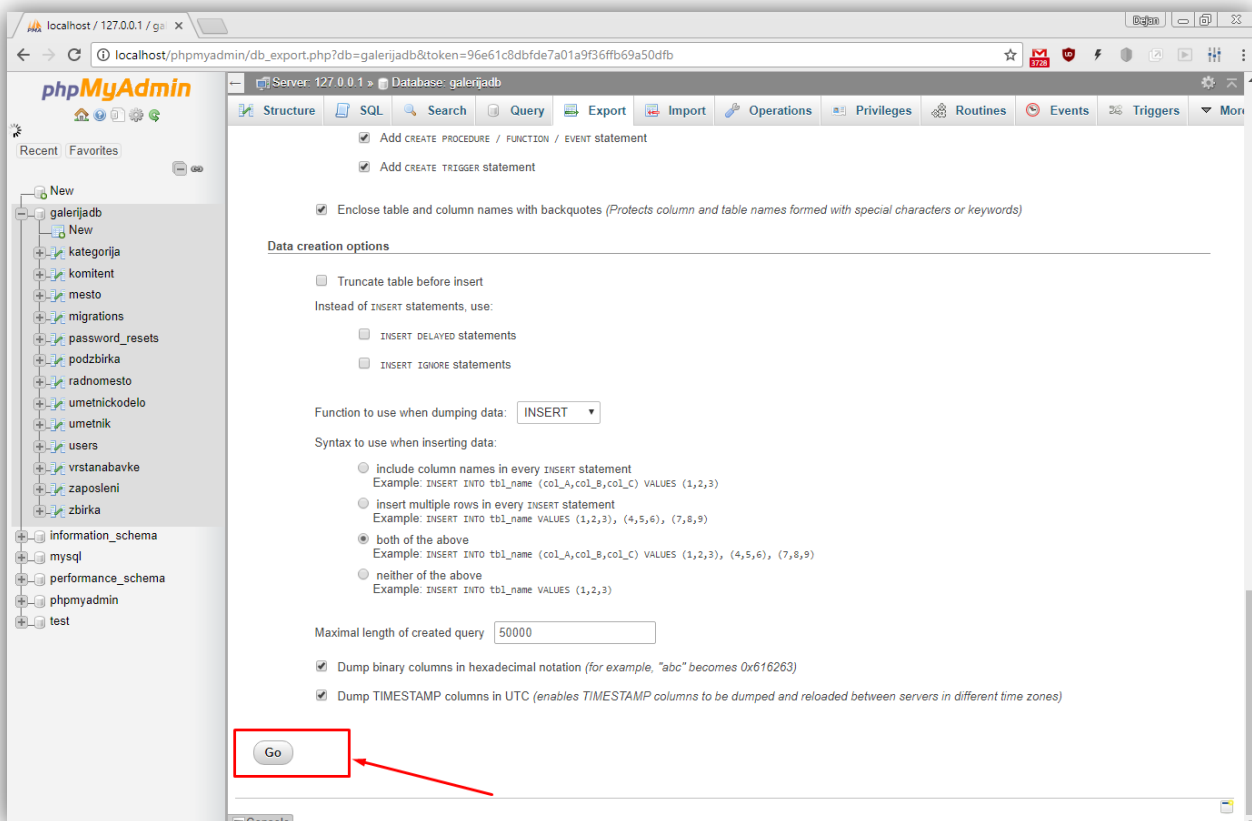 Dejan
localhost / 127.0.0.1 / ga
localhost/phpmyadmin/db_export.php?db=galerijadb&token=96e61c8dbfde7a01a9f36ffb69a50dfb
3728
phpMyAdmin
Recent Favorites
New
galerijadb
New
kategorija
komitent
mesto
migrations
password_resets
podzbirka
radnomesto
umetnickodelo
umetnik
users
vrstanabavke
zaposleni
zbirka
information_schema
mysql
performance_schema
phpmyadmin
test
Server: 127.0.0.1 » Database: galerijadb
Structure SQL Search Query Export Import Operations Privileges Routines Events Triggers More
Add CREATE PROCEDURE / FUNCTION / EVENT statement
Add CREATE TRIGGER statement
Enclose table and column names with backquotes (Protects column and table names formed with special characters or keywords)
Data creation options
Truncate table before insert
Instead of INSERT statements, use:
INSERT DELAYED statements
INSERT IGNORE statements
Function to use when dumping data: INSERT
Syntax to use when inserting data:
include column names in every INSERT statement
Example: INSERT INTO tbl_name (col_A,col_B,col_C) VALUES (1,2,3)
insert multiple rows in every INSERT statement
Example: INSERT INTO tbl_name VALUES (1,2,3), (4,5,6), (7,8,9)
both of the above
Example: INSERT INTO tbl_name (col_A,col_B,col_C) VALUES (1,2,3), (4,5,6), (7,8,9)
neither of the above
Example: INSERT INTO tbl_name VALUES (1,2,3)
Maximal length of created query 50000
Dump binary columns in hexadecimal notation (for example, "abc" becomes 0x616263)
Dump TIMESTAMP columns in UTC (enables TIMESTAMP columns to be dumped and reloaded between servers in different time zones)
Go
Console